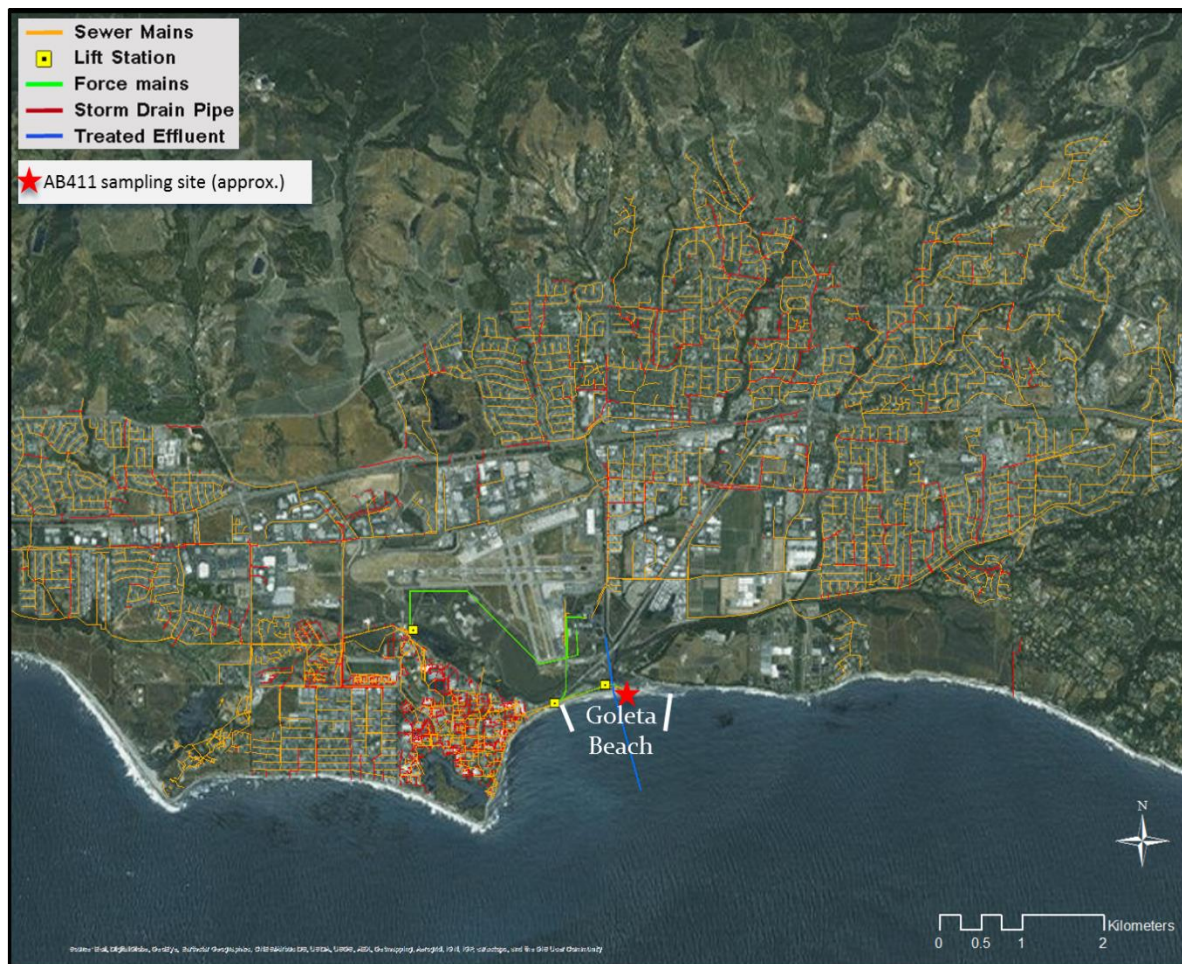 Sewer Mains
Lift Station
Force mains
Storm Drain Pipe
Treated Effluent
AB411 sampling site (approx.)
Goleta
Beach
N
Kilometers
0 0.5 1 2